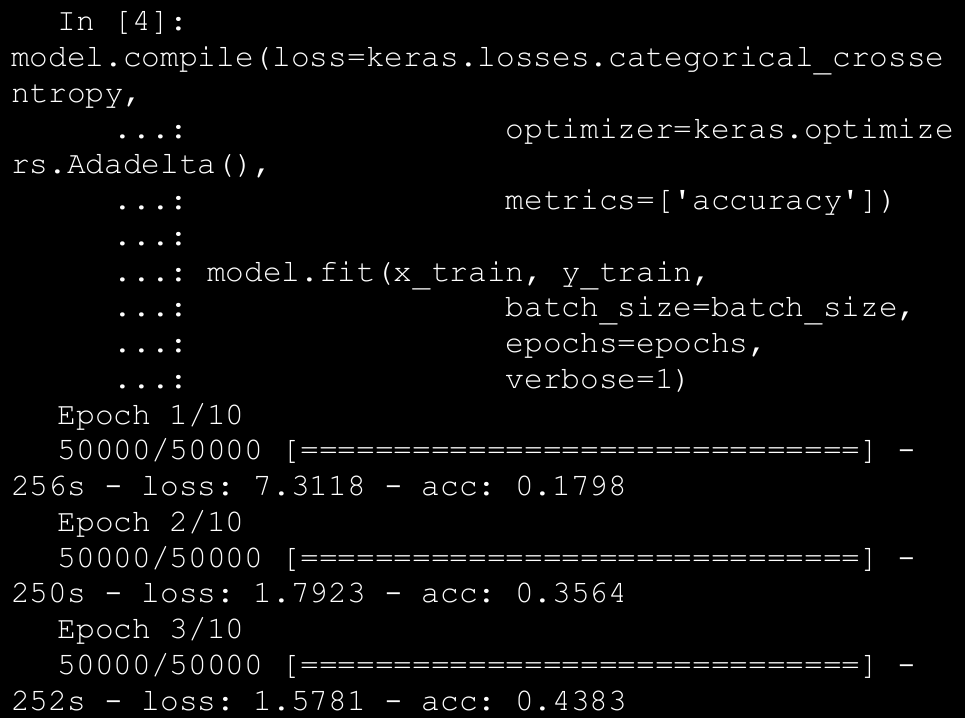 In [4]:
model.compile(loss=keras.losses.categorical_crosse
ntropy,
...: optimizer=keras.optimize
rs.Adadelta(),
...: metrics=['accuracy'])
...:
...: model.fit(x_train, y_train,
...: batch_size=batch_size,
...: epochs=epochs,
...: verbose=1)
Epoch 1/10
50000/50000 [==============================] -
256s - loss: 7.3118 - acc: 0.1798
Epoch 2/10
50000/50000 [==============================] -
250s - loss: 1.7923 - acc: 0.3564
Epoch 3/10
50000/50000 [==============================] -
252s - loss: 1.5781 - acc: 0.4383